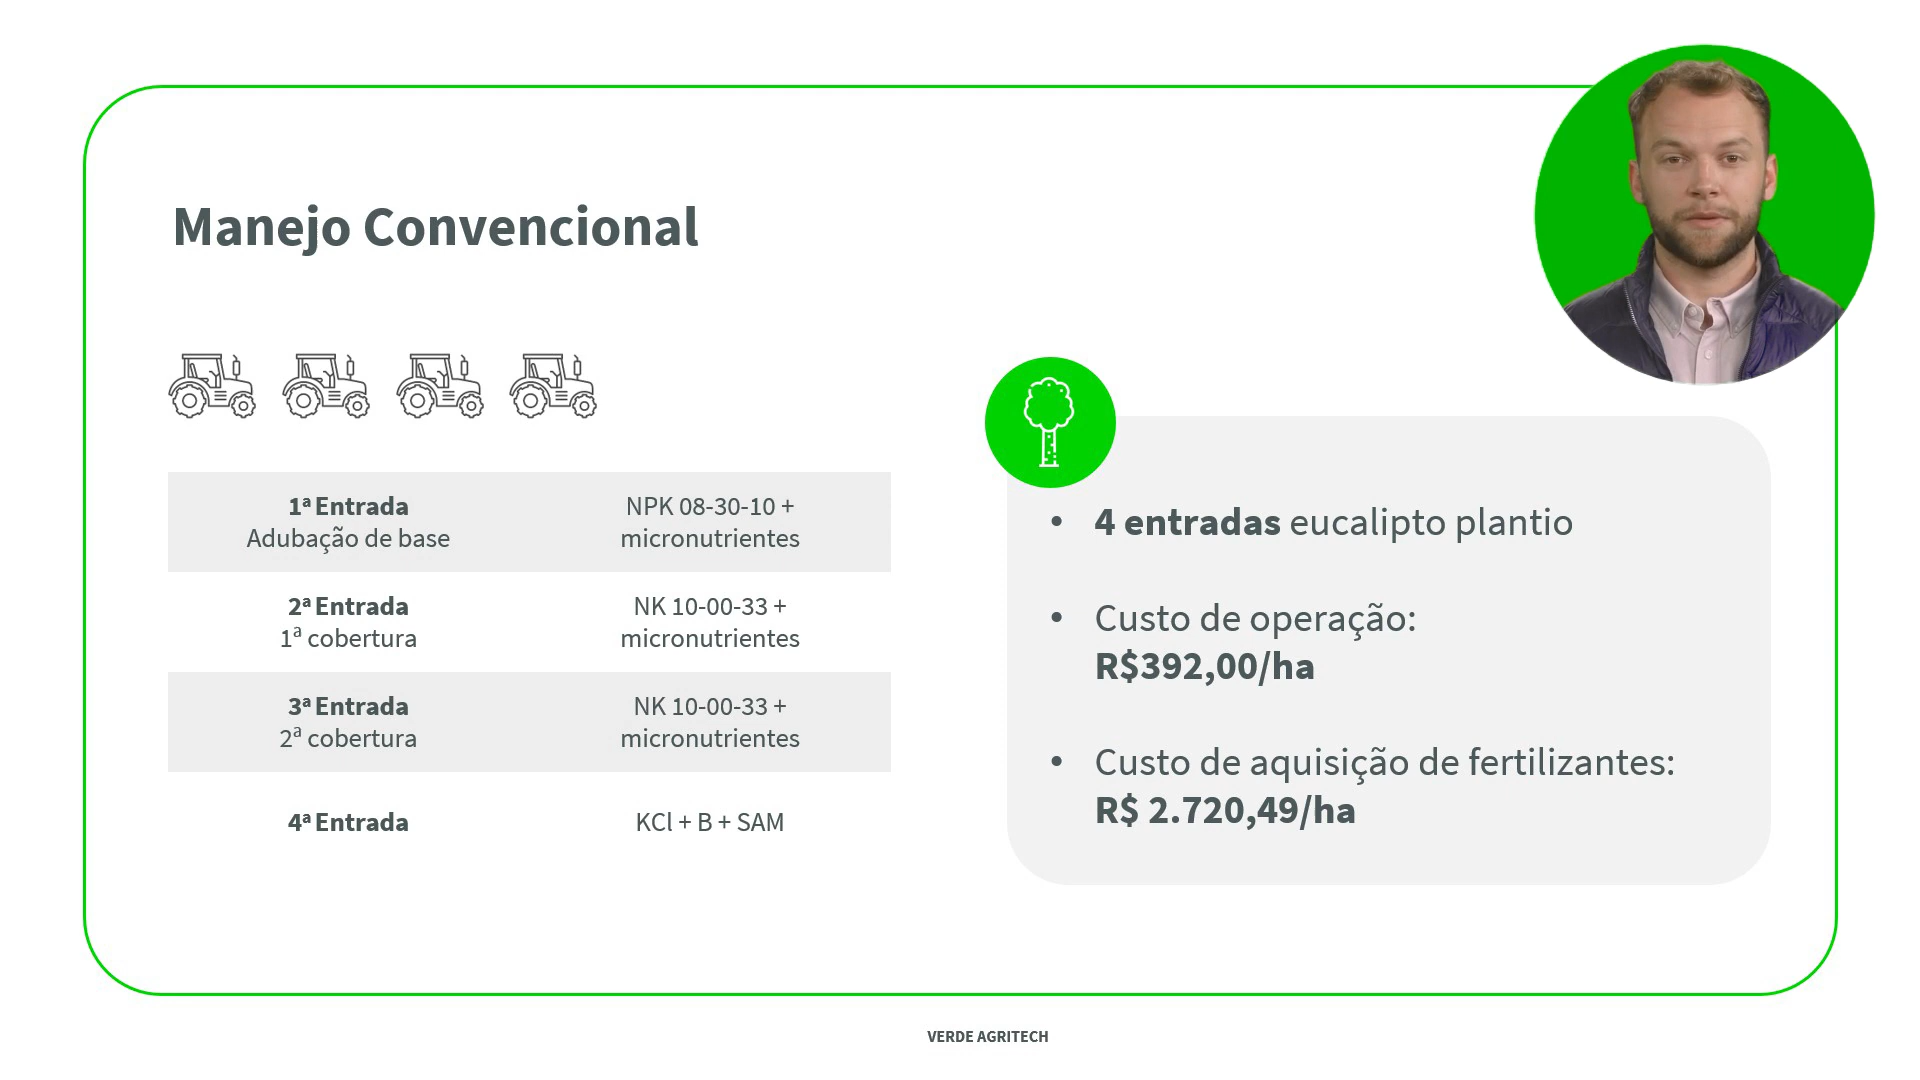 Manejo Convencional
1ª Entrada
Adubação de base
NPK 08-30-10 +
micronutrientes
2ª Entrada
1ª cobertura
NK 10-00-33 +
micronutrientes
3ª Entrada
2ª cobertura
NK 10-00-33 +
micronutrientes
4ª Entrada
KCl + B + SAM
• 4 entradas eucalipto plantio
• Custo de operação:
R$392,00/ha
• Custo de aquisição de fertilizantes:
R$ 2.720,49/ha
VERDE AGRITECH